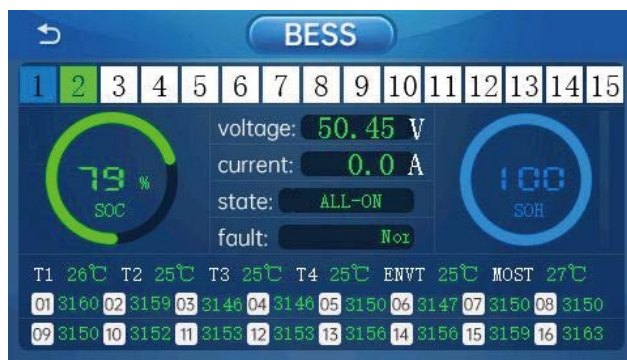 BESS
1 2 3 4 5 6 7 8 9 10 11 12 13 14 15
voltage: 50.45 V
current: 0.0 A
79 % SOC
100 SOH
state: ALL-ON
fault: Nor
T1 26℃ T2 25℃ T3 25℃ T4 25℃ ENVT 25℃ MOST 27℃
01 3160 02 3159 03 3146 04 3146 05 3150 06 3147 07 3150 08 3150
09 3150 10 3152 11 3153 12 3153 13 3156 14 3156 15 3159 16 3163